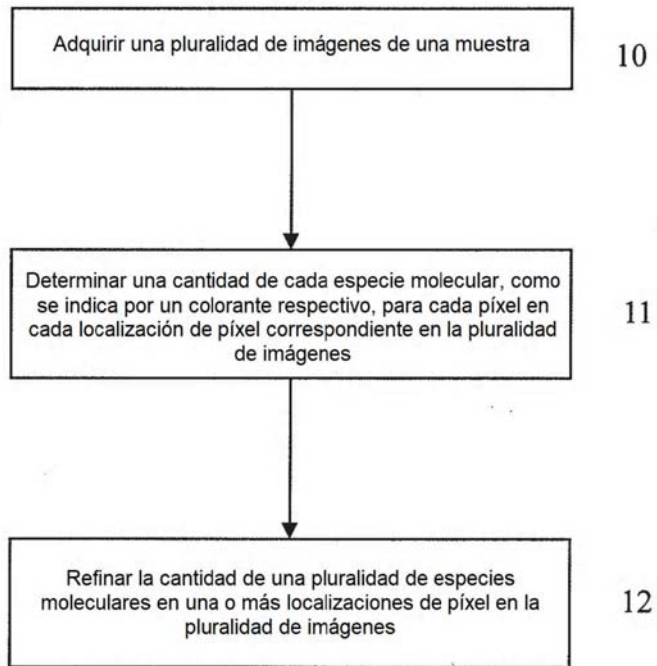 Adquirir una pluralidad de imágenes de una muestra
10
Determinar una cantidad de cada especie molecular, como
se indica por un colorante respectivo, para cada píxel en
cada localización de píxel correspondiente en la pluralidad
de imágenes
11
Refinar la cantidad de una pluralidad de especies
moleculares en una o más localizaciones de píxel en la
pluralidad de imágenes
12